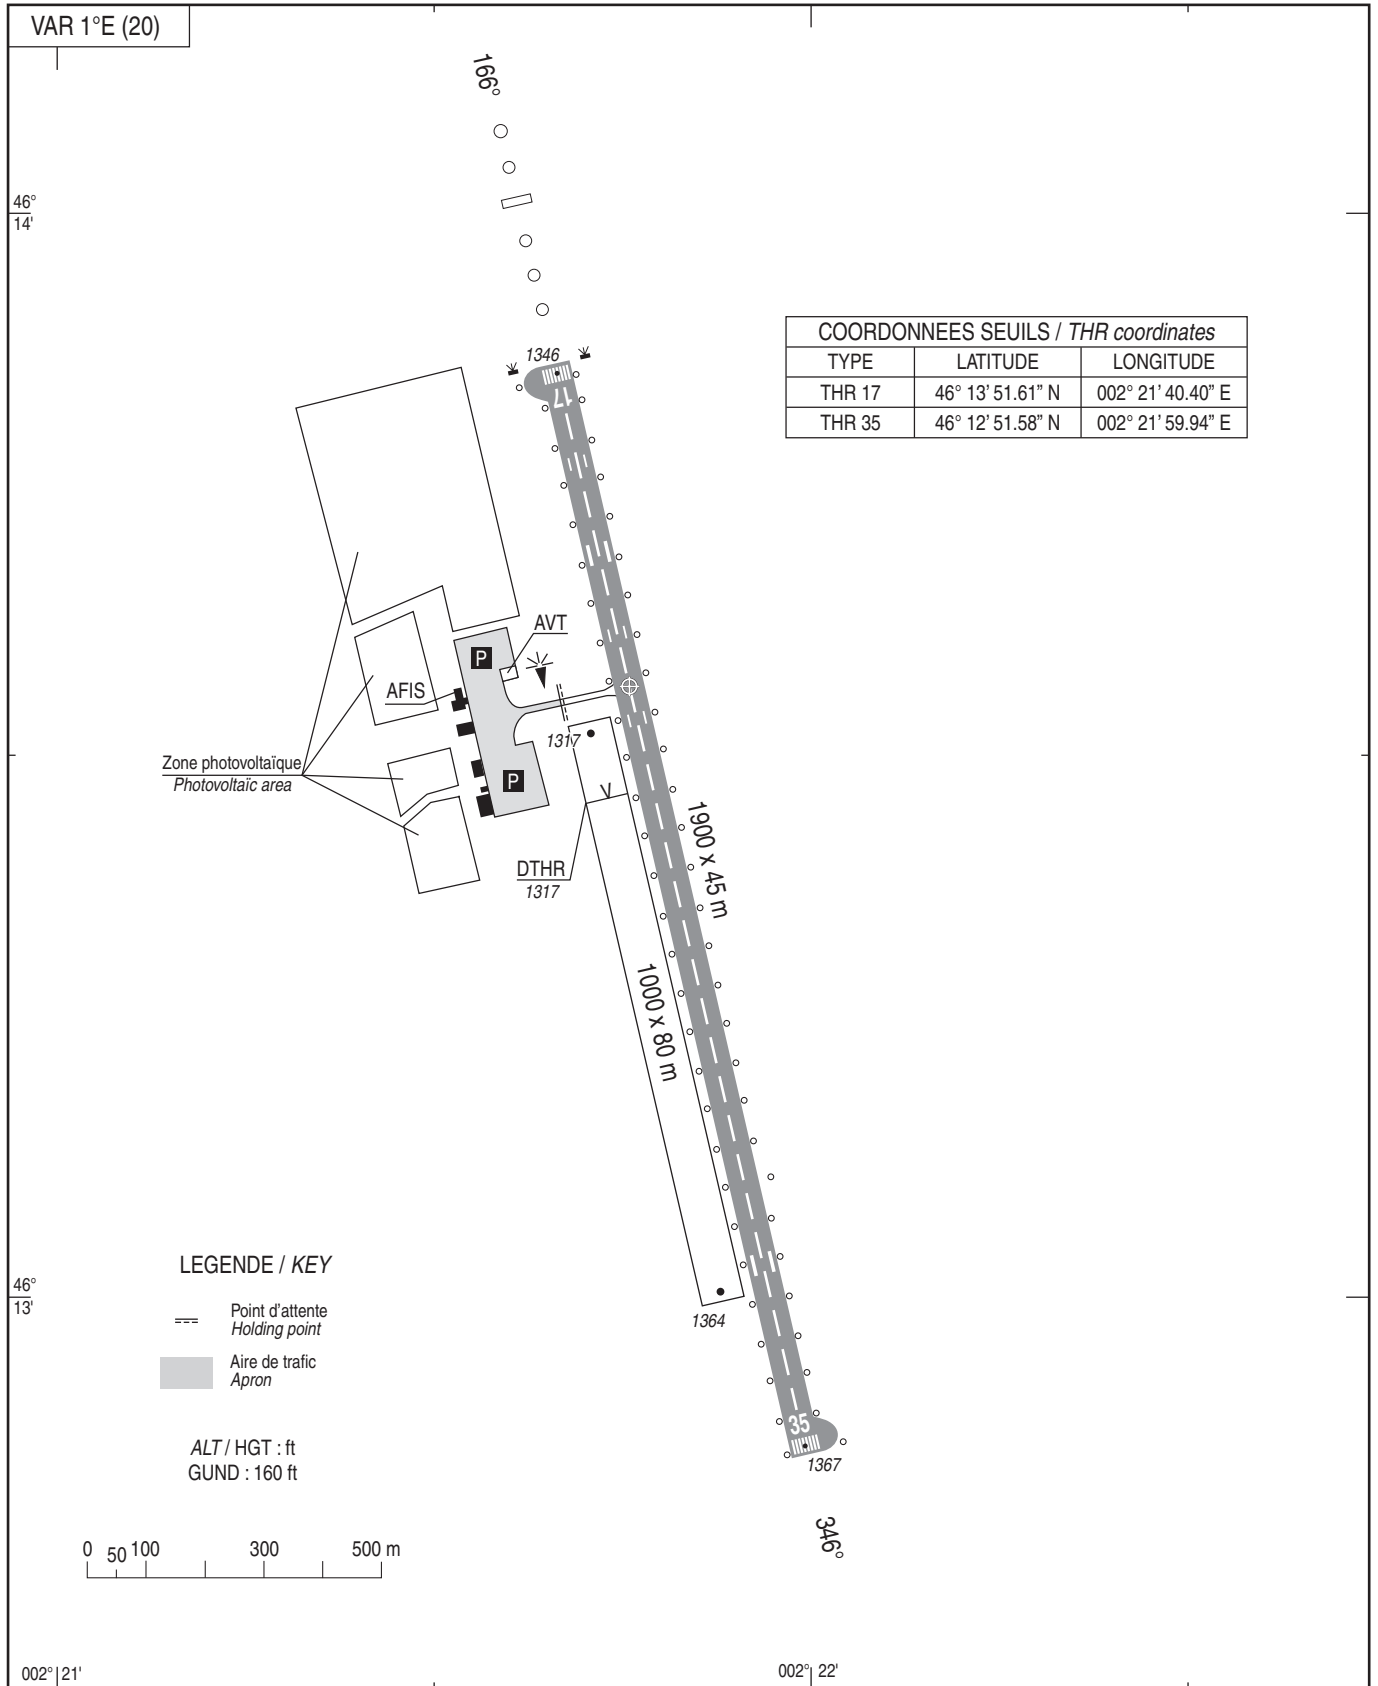 VAR 1°E (20)
166°
46°
14'
COORDONNEES SEUILS / THR coordinates
TYPE LATITUDE LONGITUDE
THR 17 46° 13' 51.61" N 002° 21' 40.40" E
THR 35 46° 12' 51.58" N 002° 21' 59.94" E
1346
17
AVT
P
AFIS
1317
Zone photovoltaïque
Photovoltaïc area
P
V
DTHR
1317
1900 x 45 m
1000 x 80 m
LEGENDE / KEY
Point d'attente
Holding point
Aire de trafic
Apron
46°
13'
1364
35
1367
ALT / HGT : ft
GUND : 160 ft
346°
0 50 100 300 500 m
002° 21'
002° 22'